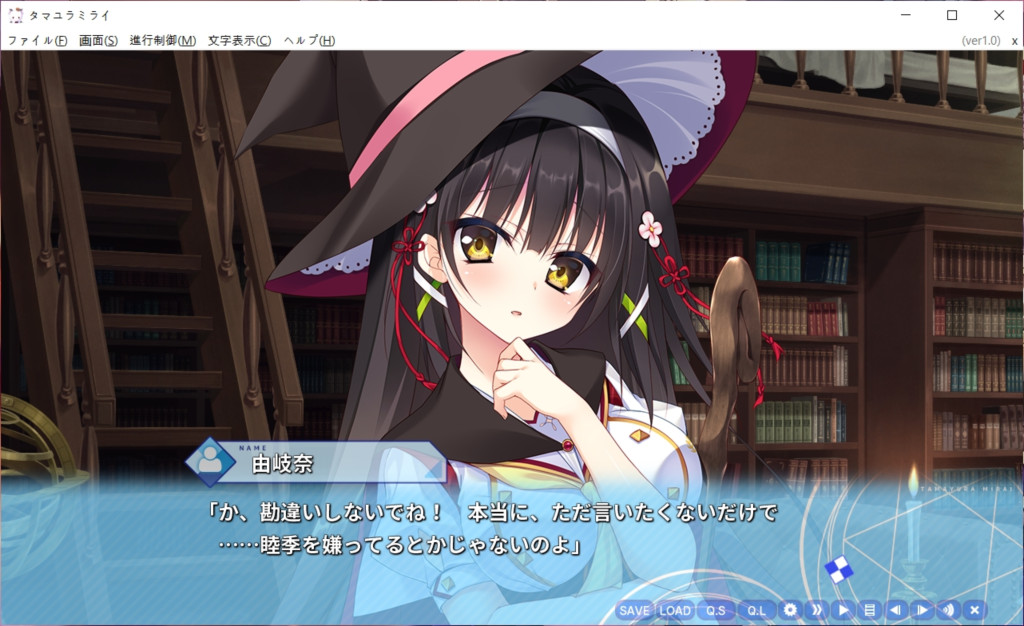 タマユラミライ
ファイル(F) 画面(S) 進行制御(M) 文字表示(C) ヘルプ(H) (ver1.0) x
NAME
由岐奈
TAMAYURA MIRAI
「か、勘違いしないでね！　本当に、ただ言いたくないだけで
……睦季を嫌ってるとかじゃないのよ」
SAVE LOAD Q.S Q.L